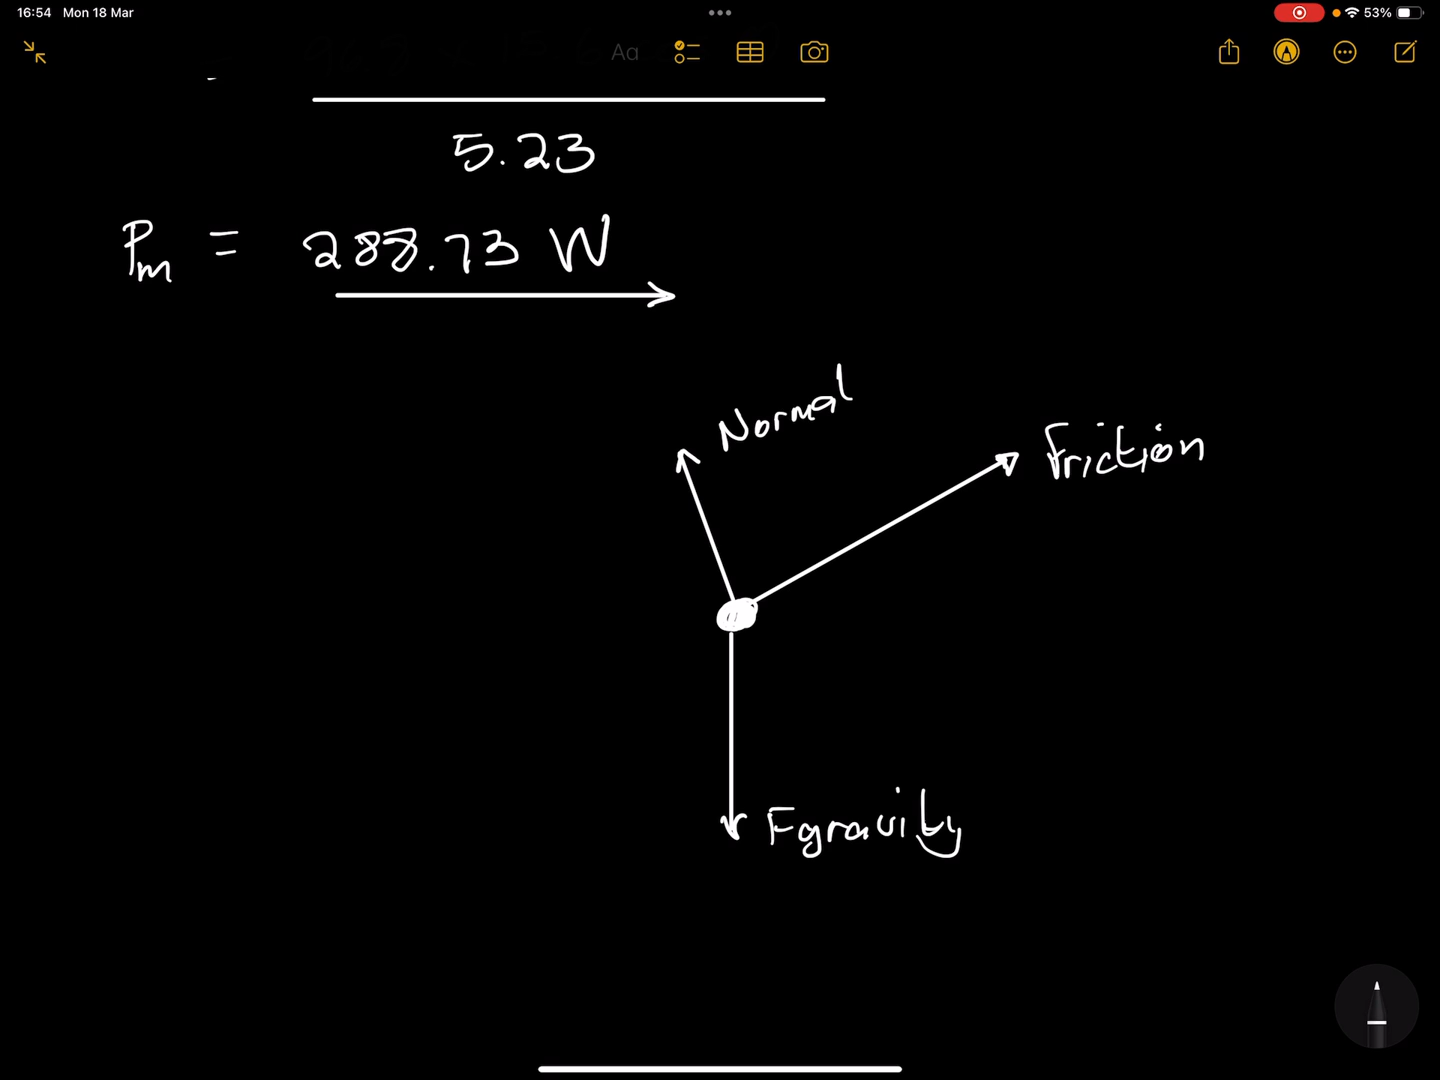 16:54 Mon 18 Mar
53%
Aa
5.23
Pm = 288.73 W
Normal
Friction
Fgravity